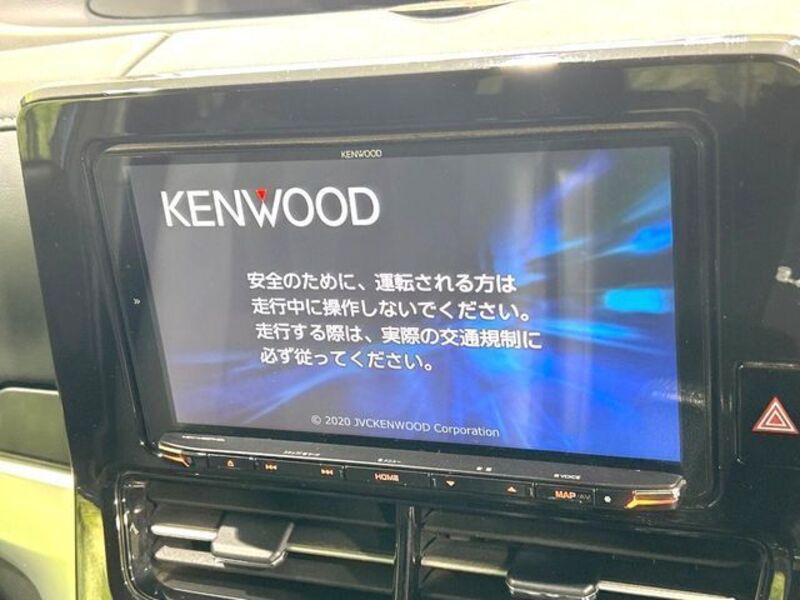 KENWOOD
KENWOOD
安全のために、運転される方は
走行中に操作しないでください。
走行する際は、実際の交通規制に
必ず従ってください。
© 2020 JVCKENWOOD Corporation
HOME
VOICE
MAP/AV